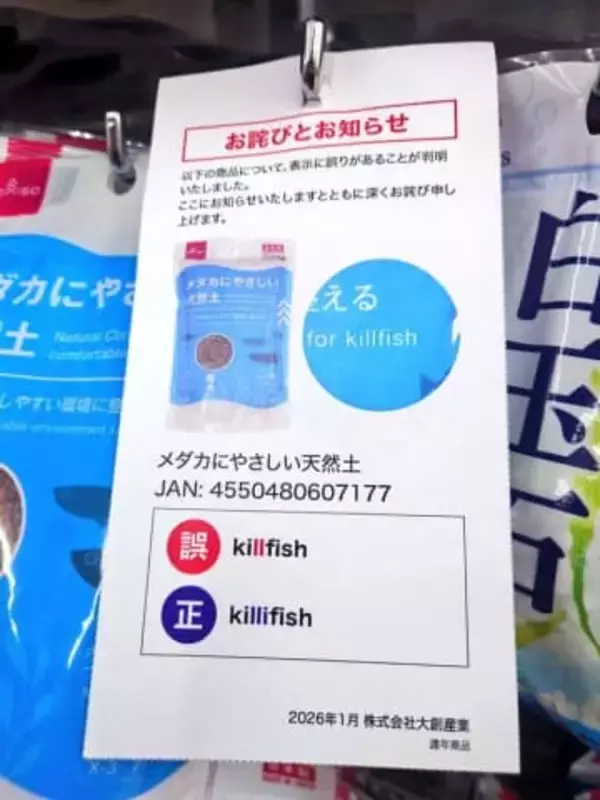 お詫びとお知らせ
以下の商品について、表示に誤りがあることが判明
いたしました。
ここにお知らせいたしますとともに深くお詫び申し
上げます。
メダカにやさしい
天然土
える
for killfish
メダカにやさしい天然土
JAN: 4550480607177
誤 killfish
正 killifish
2026年1月 株式会社大創産業
通年商品
ダカにやさ
土
Natural
comfortable
しやすい環境に
白玉石